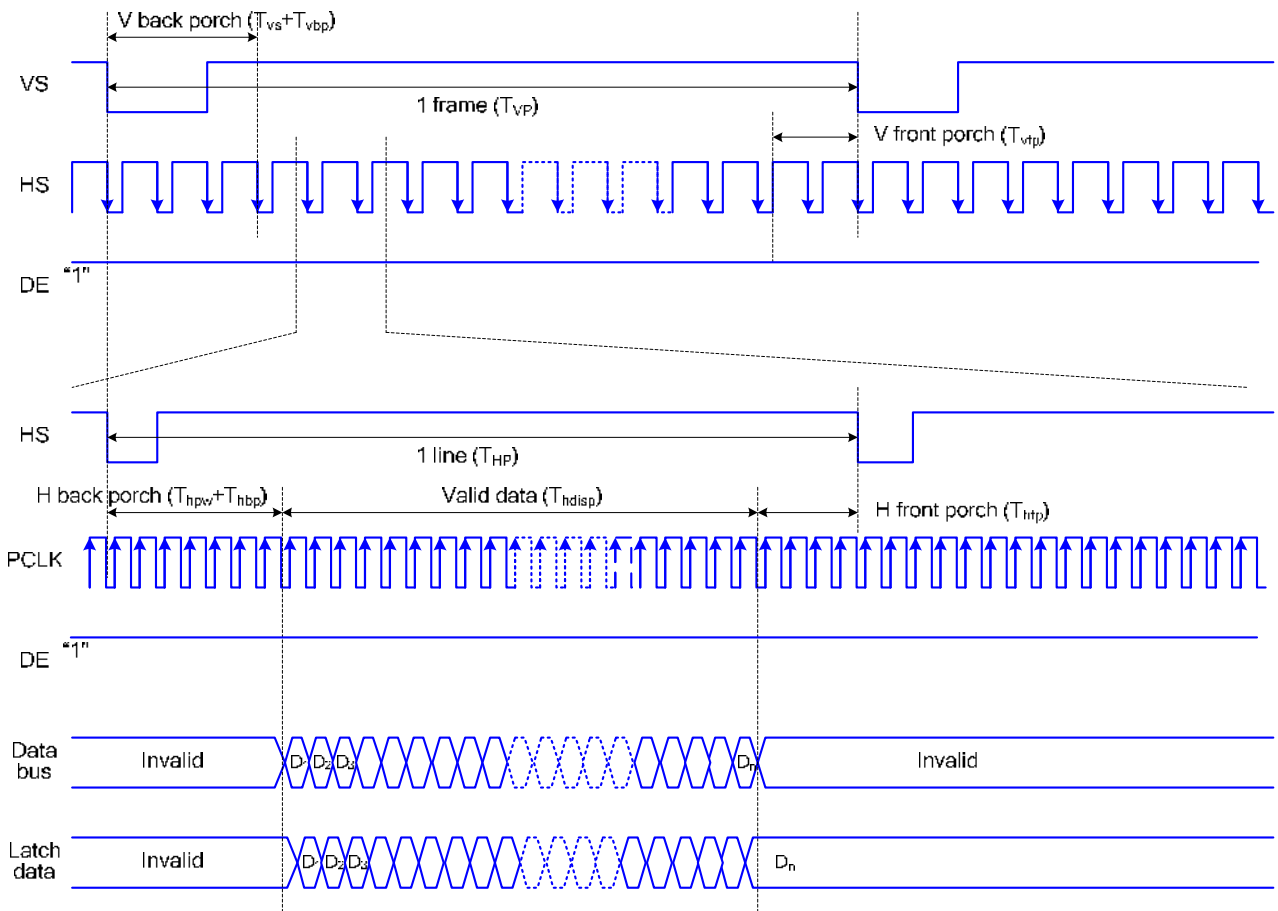 V back porch (Tvs+Tvbp)
VS
1 frame (TVP)
V front porch (Tvfp)
HS
DE "1"
HS
1 line (THP)
H back porch (Thpw+Thbp)
Valid data (Thdisp)
H front porch (Thfp)
PCLK
DE "1"
Data bus
Invalid
D1 D2 D3
Dn
Invalid
Latch data
Invalid
D1 D2 D3
Dn